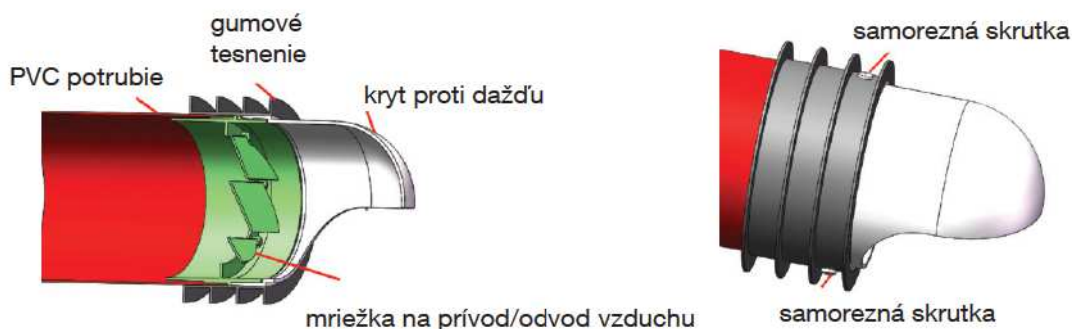 gumové
tesnenie
PVC potrubie
kryt proti dažďu
mriežka na prívod/odvod vzduchu
samorezná skrutka
samorezná skrutka